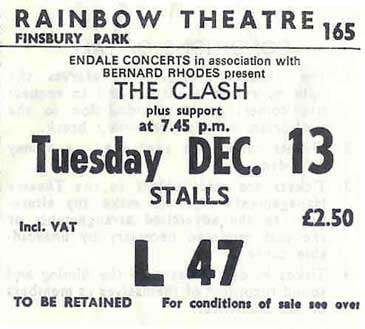 RAINBOW THEATRE 165
FINSBURY PARK
ENDALE CONCERTS in association with
BERNARD RHODES present
THE CLASH
plus support
at 7.45 p.m.
Tuesday DEC. 13
STALLS
£2.50
Incl. VAT
L 47
TO BE RETAINED For conditions of sale see over